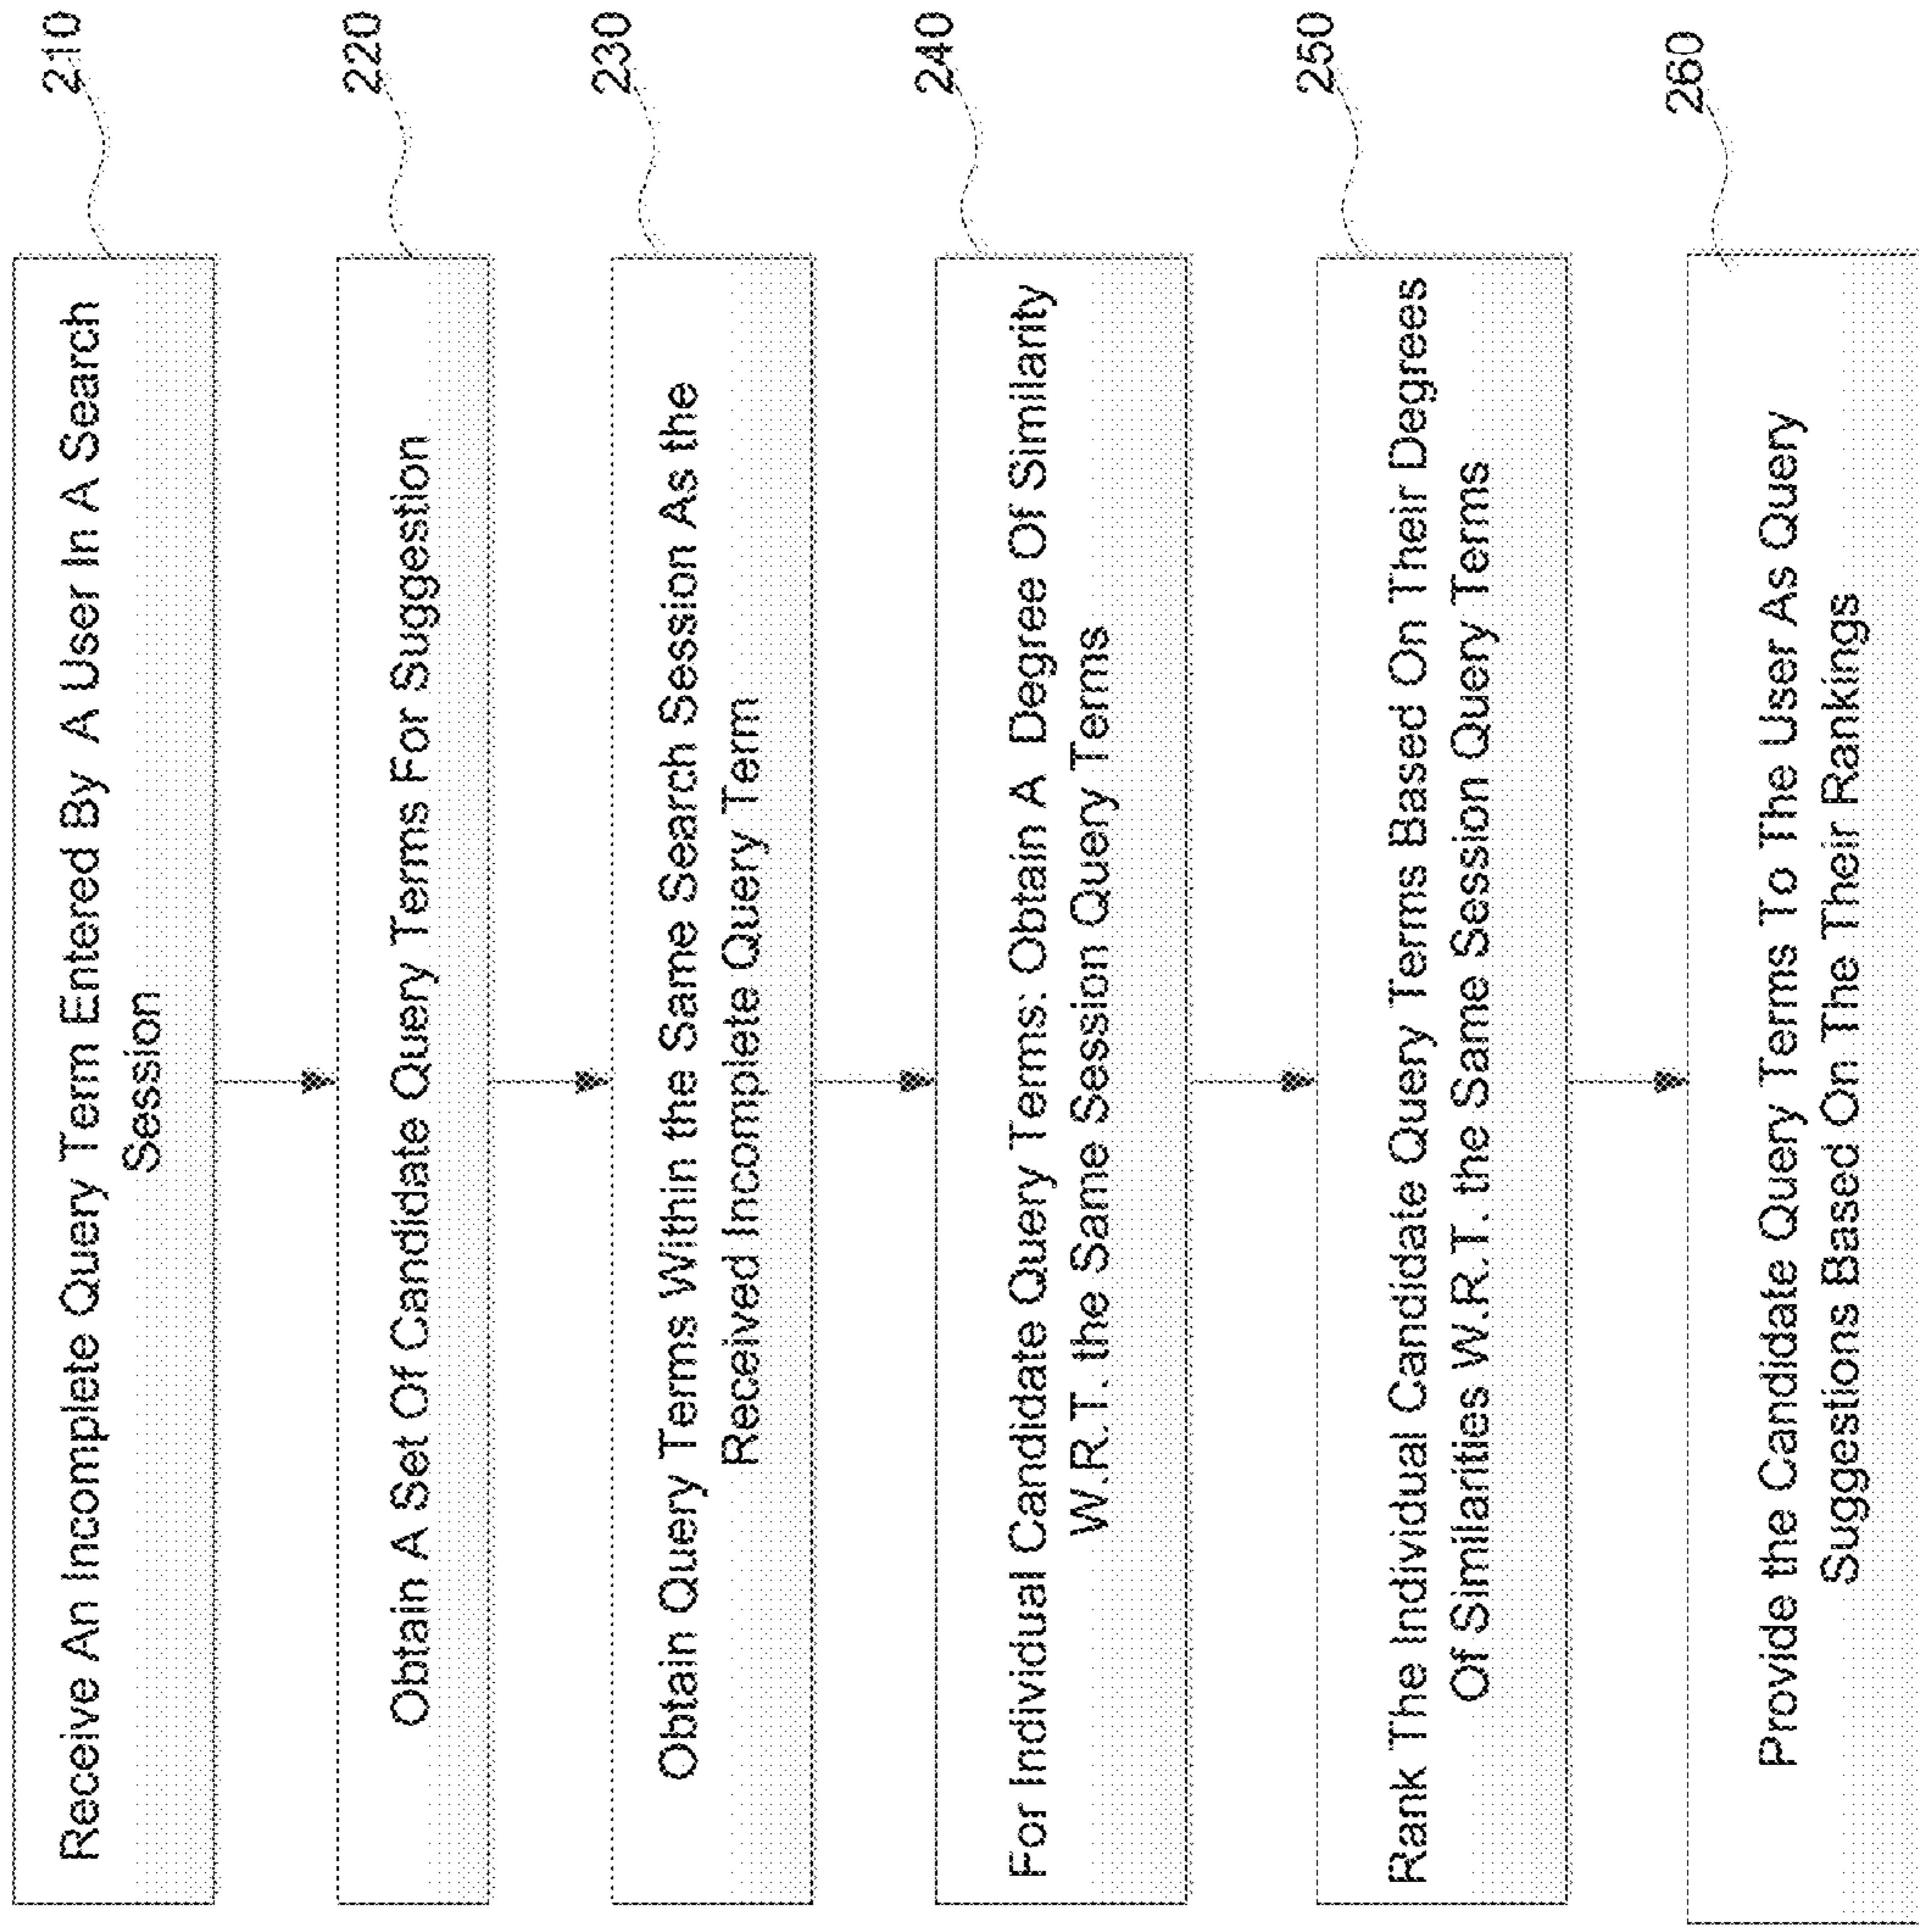 Receive An Incomplete Query Term Entered By A User In A Search
Session
210
Obtain A Set Of Candidate Query Terms For Suggestion
220
Obtain Query Terms Within the Same Search Session As the
Received Incomplete Query Term
230
For Individual Candidate Query Terms: Obtain A Degree Of Similarity
W.R.T. the Same Session Query Terms
240
Rank The Individual Candidate Query Terms Based On Their Degrees
Of Similarities W.R.T. the Same Session Query Terms
250
Provide the Candidate Query Terms To The User As Query
Suggestions Based On The Their Rankings
260